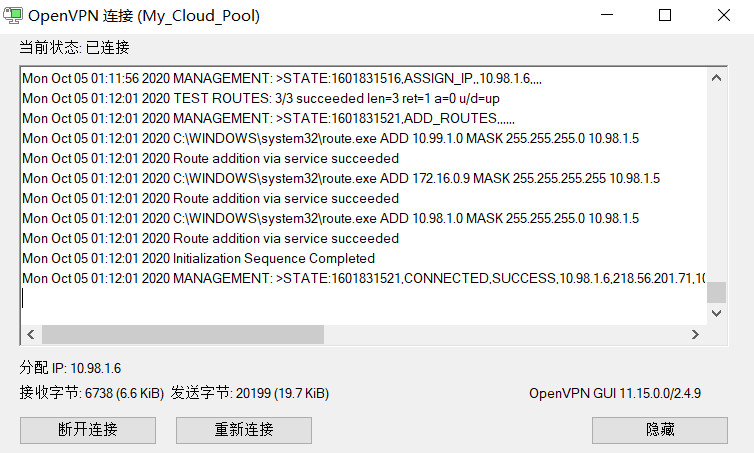 OpenVPN 连接 (My_Cloud_Pool)
当前状态: 已连接
Mon Oct 05 01:11:56 2020 MANAGEMENT: >STATE:1601831516,ASSIGN_IP,,10.98.1.6,,,,
Mon Oct 05 01:12:01 2020 TEST ROUTES: 3/3 succeeded len=3 ret=1 a=0 u/d=up
Mon Oct 05 01:12:01 2020 MANAGEMENT: >STATE:1601831521,ADD_ROUTES,,,,,,
Mon Oct 05 01:12:01 2020 C:\WINDOWS\system32\route.exe ADD 10.99.1.0 MASK 255.255.255.0 10.98.1.5
Mon Oct 05 01:12:01 2020 Route addition via service succeeded
Mon Oct 05 01:12:01 2020 C:\WINDOWS\system32\route.exe ADD 172.16.0.9 MASK 255.255.255.255 10.98.1.5
Mon Oct 05 01:12:01 2020 Route addition via service succeeded
Mon Oct 05 01:12:01 2020 C:\WINDOWS\system32\route.exe ADD 10.98.1.0 MASK 255.255.255.0 10.98.1.5
Mon Oct 05 01:12:01 2020 Route addition via service succeeded
Mon Oct 05 01:12:01 2020 Initialization Sequence Completed
Mon Oct 05 01:12:01 2020 MANAGEMENT: >STATE:1601831521,CONNECTED,SUCCESS,10.98.1.6,218.56.201.71,10
分配 IP: 10.98.1.6
接收字节: 6738 (6.6 KiB) 发送字节: 20199 (19.7 KiB) OpenVPN GUI 11.15.0.0/2.4.9
断开连接 重新连接 隐藏